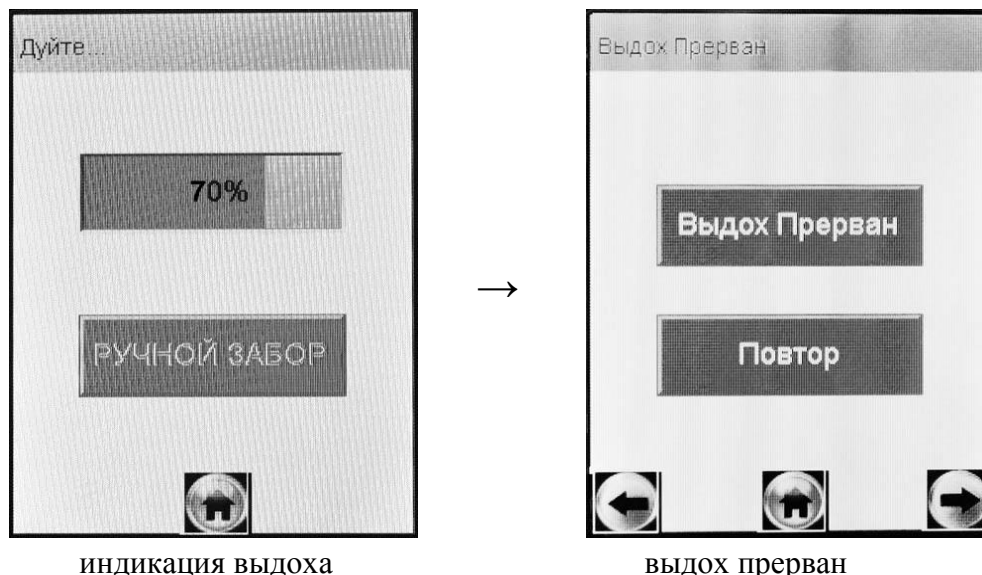 Дуйте...
70%
РУЧНОЙ ЗАБОР
индикация выдоха
→
Выдох Прерван
Выдох Прерван
Повтор
выдох прерван